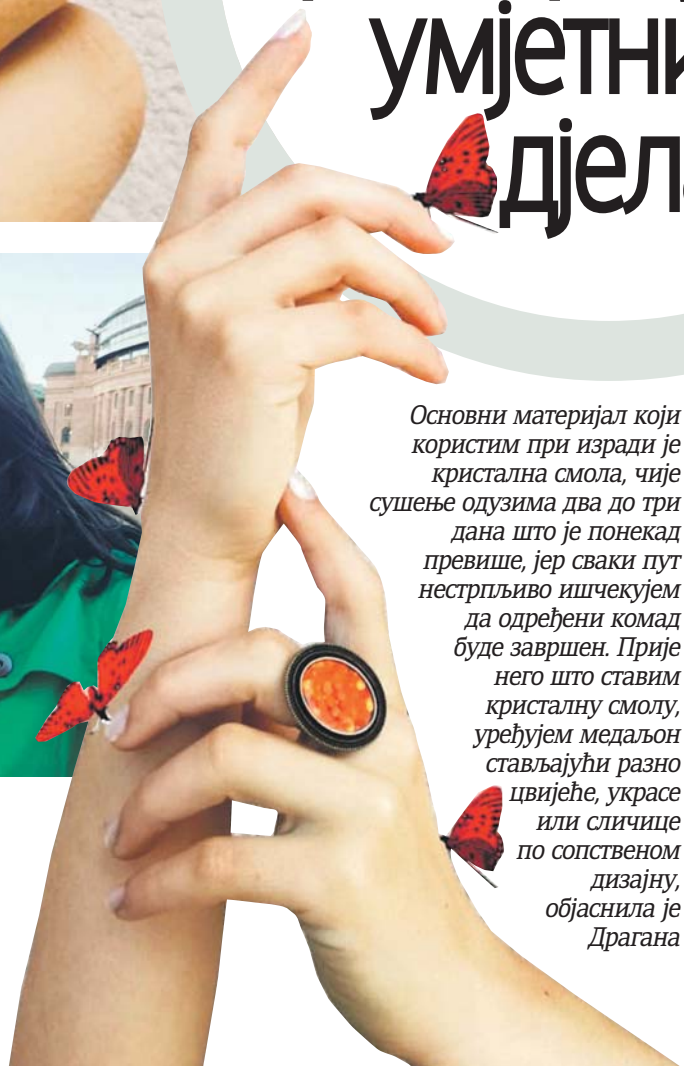 умјетни
дјела
Основни материјал који
користим при изради је
кристална смола, чије
сушење одузима два до три
дана што је понекад
превише, јер сваки пут
нестрпљиво ишчекујем
да одређени комад
буде завршен. Прије
него што ставим
кристалну смолу,
уређујем медаљон
стављајући разно
цвијеће, украсе
или сличице
по сопственом
дизајну,
објаснила је
Драгана